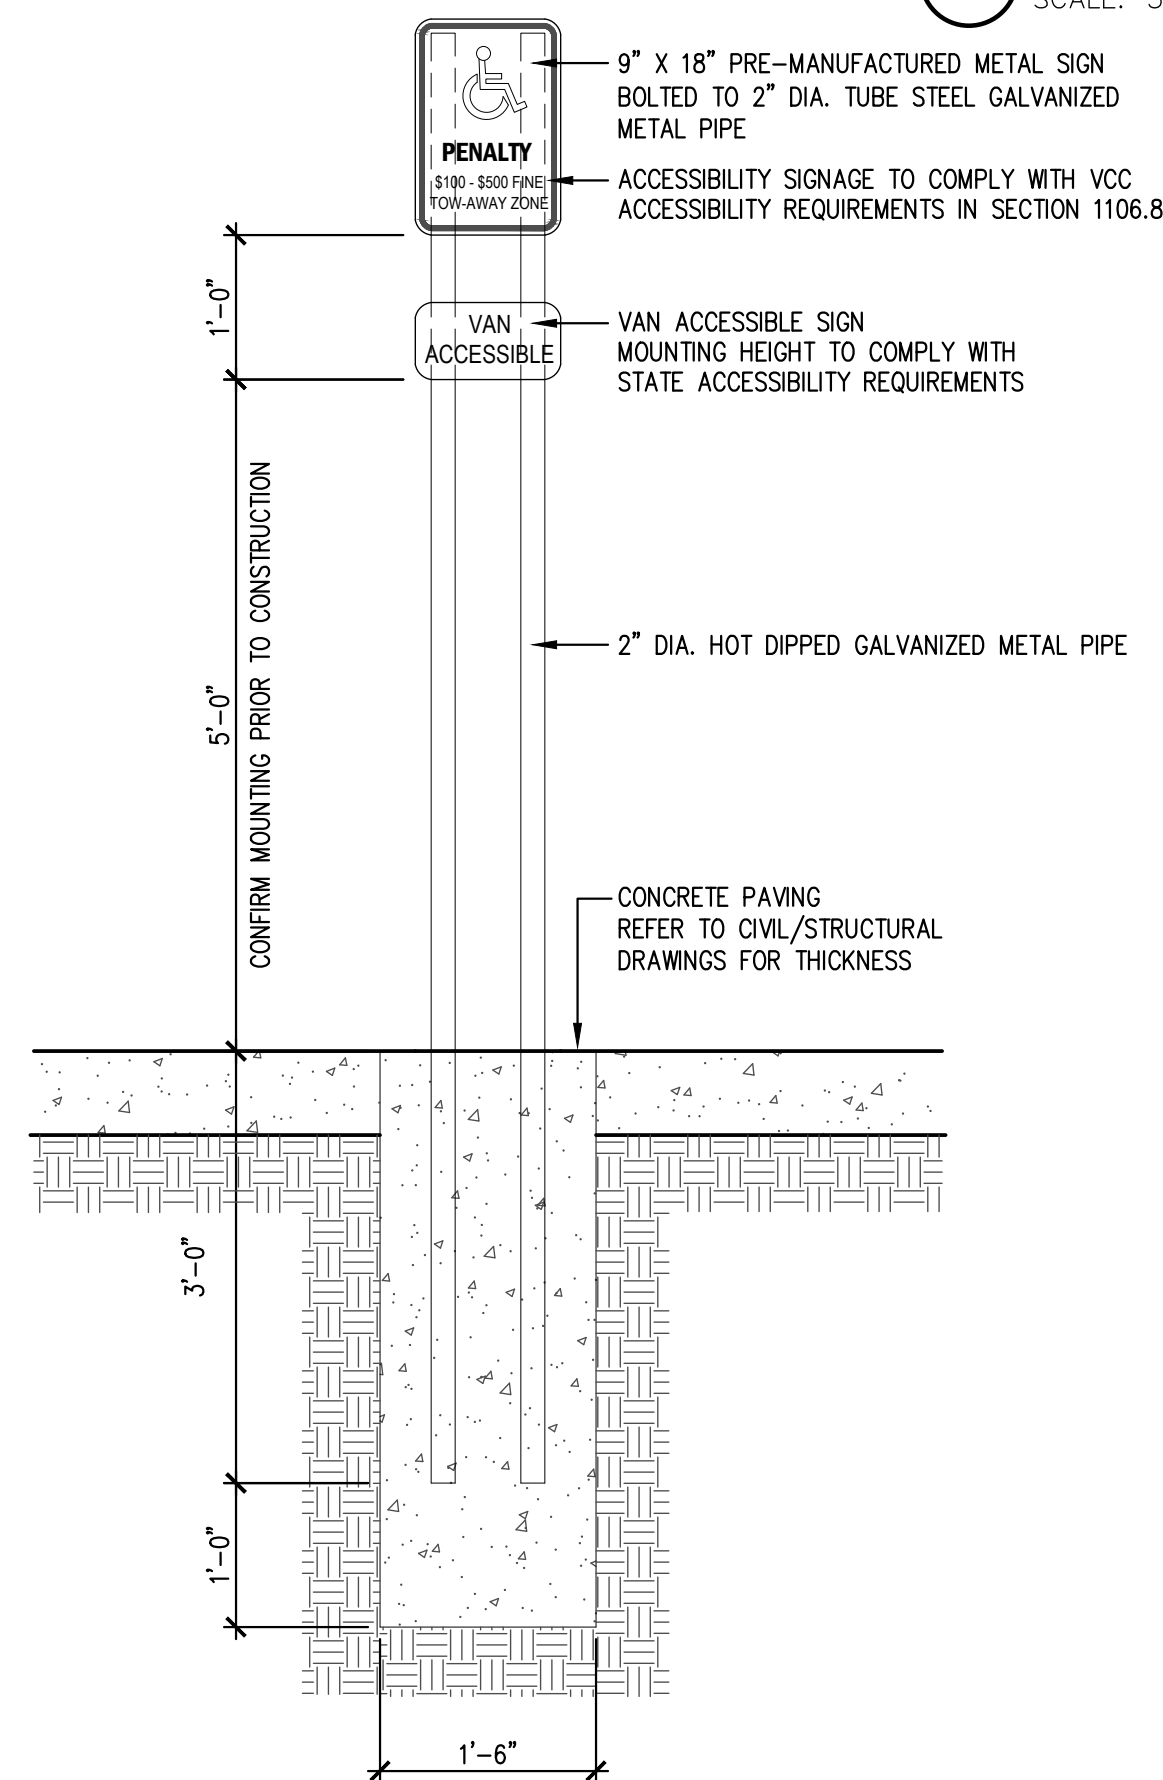 SCALE: 3
9" X 18" PRE-MANUFACTURED METAL SIGN
BOLTED TO 2" DIA. TUBE STEEL GALVANIZED
METAL PIPE
PENALTY
$100 - $500 FINE
TOW-AWAY ZONE
ACCESSIBILITY SIGNAGE TO COMPLY WITH VCC
ACCESSIBILITY REQUIREMENTS IN SECTION 1106.8
1'-0"
VAN
ACCESSIBLE
VAN ACCESSIBLE SIGN
MOUNTING HEIGHT TO COMPLY WITH
STATE ACCESSIBILITY REQUIREMENTS
5'-0"
CONFIRM MOUNTING PRIOR TO CONSTRUCTION
2" DIA. HOT DIPPED GALVANIZED METAL PIPE
CONCRETE PAVING
REFER TO CIVIL/STRUCTURAL
DRAWINGS FOR THICKNESS
3'-0"
1'-0"
1'-6"